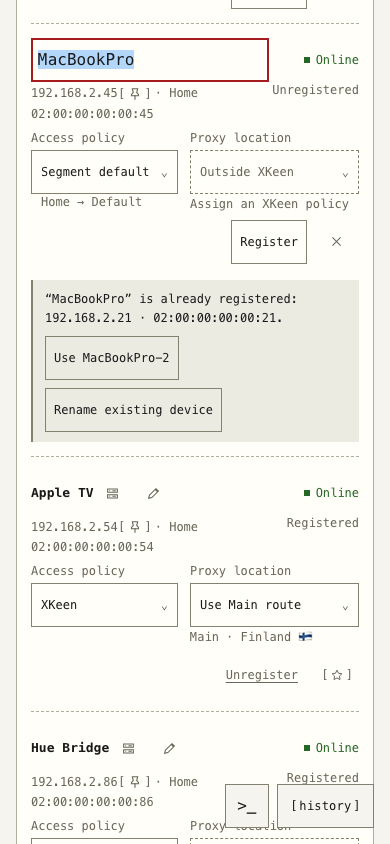 MacBookPro
Online
192.168.2.45[ ]· Home
Unregistered
02:00:00:00:00:45
Access policy
Proxy location
Segment default
Outside XKeen
Home → Default
Assign an XKeen policy
Register
“MacBookPro” is already registered:
192.168.2.21 · 02:00:00:00:00:21.
Use MacBookPro–2
Rename existing device
Apple TV
Online
192.168.2.54[ ]· Home
Registered
02:00:00:00:00:54
Access policy
Proxy location
XKeen
Use Main route
Main · Finland 🇫🇮
Unregister
[ ]
Hue Bridge
Online
192.168.2.86[ ]· Home
Registered
02:00:00:00:00:86
>_
[history]
Access policy
Proxy location